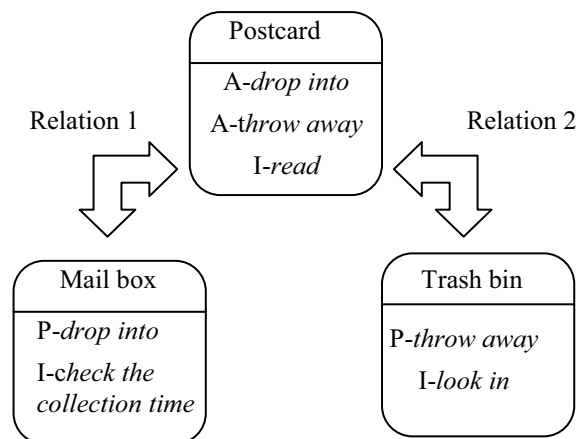 Postcard
A-drop into
A-throw away
I-read
Relation 1
Relation 2
Mail box
P-drop into
I-check the
collection time
Trash bin
P-throw away
I-look in